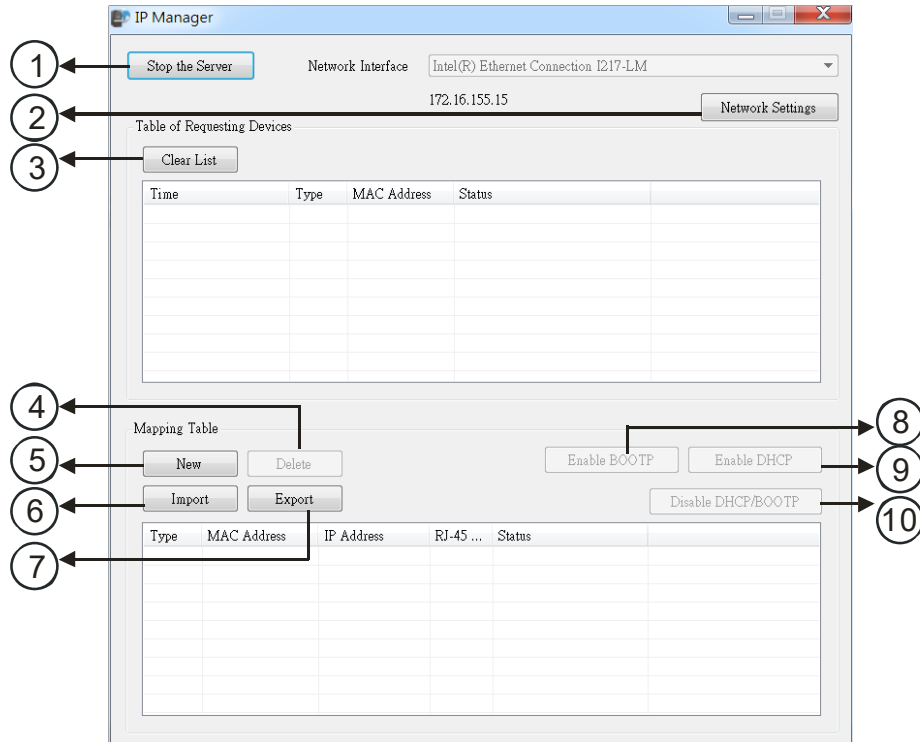 IP Manager
1
Stop the Server
Network Interface
Intel(R) Ethernet Connection I217-LM
2
172.16.155.15
Network Settings
Table of Requesting Devices
3
Clear List
Time Type MAC Address Status
4
Mapping Table
8
5
New
Delete
Enable BOOTP
Enable DHCP
9
6
Import
Export
Disable DHCP/BOOTP
10
Type MAC Address IP Address RJ-45 ... Status
7